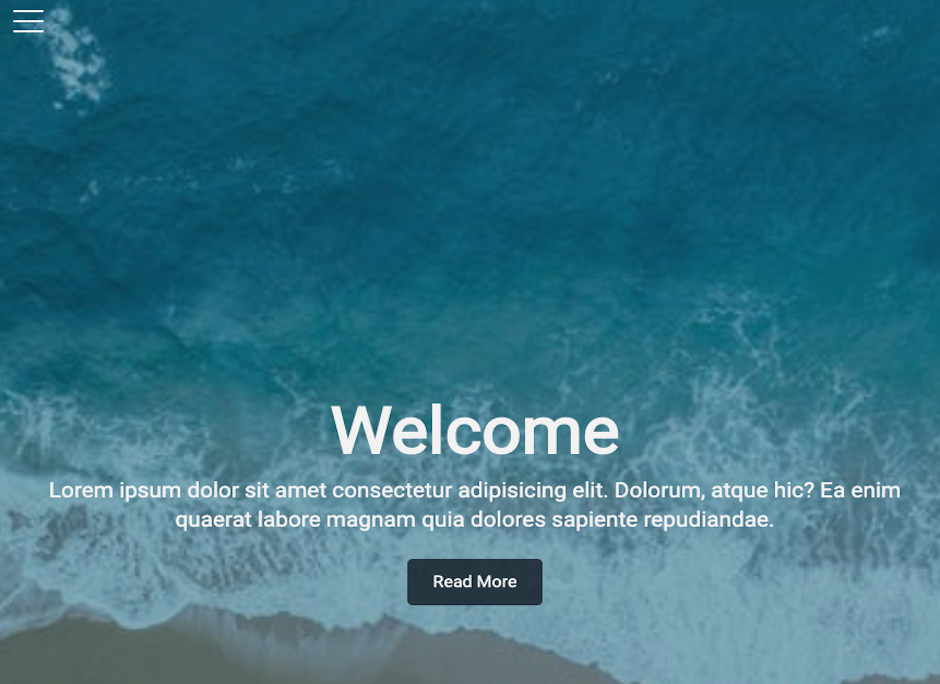 Welcome
Lorem ipsum dolor sit amet consectetur adipisicing elit. Dolorum, atque hic? Ea enim
quaerat labore magnam quia dolores sapiente repudiandae.
Read More